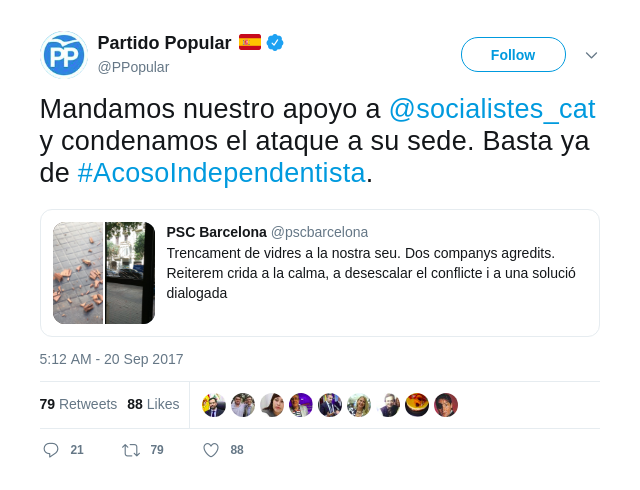 PP
Partido Popular
@PPopular
Follow
Mandamos nuestro apoyo a @socialistes_cat
y condenamos el ataque a su sede. Basta ya
de #AcosoIndependentista.
PSC Barcelona @pscbarcelona
Trencament de vidres a la nostra seu. Dos companys agredits.
Reiterem crida a la calma, a desescalar el conflicte i a una solució
dialogada
5:12 AM - 20 Sep 2017
79 Retweets 88 Likes
21 79 88